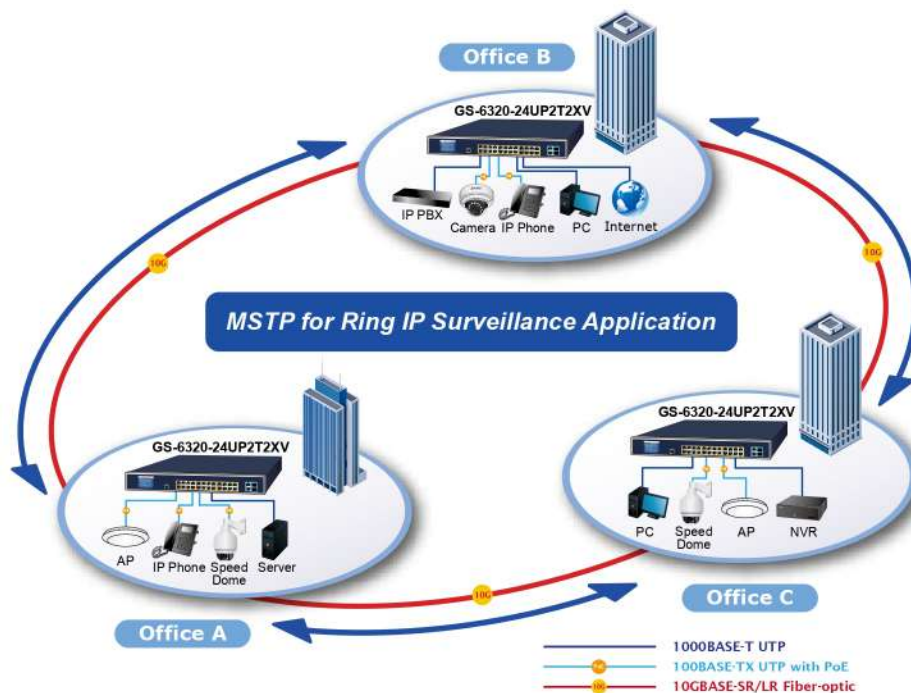 Office B
GS-6320-24UP2T2XV
IP PBX
Camera
IP Phone
PC
Internet
10G
10G
MSTP for Ring IP Surveillance Application
GS-6320-24UP2T2XV
AP
IP Phone
Speed
Dome
Server
Office A
GS-6320-24UP2T2XV
PC
Speed
Dome
AP
NVR
Office C
10G
1000BASE-T UTP
100BASE-TX UTP with PoE
10G
10GBASE-SR/LR Fiber-optic